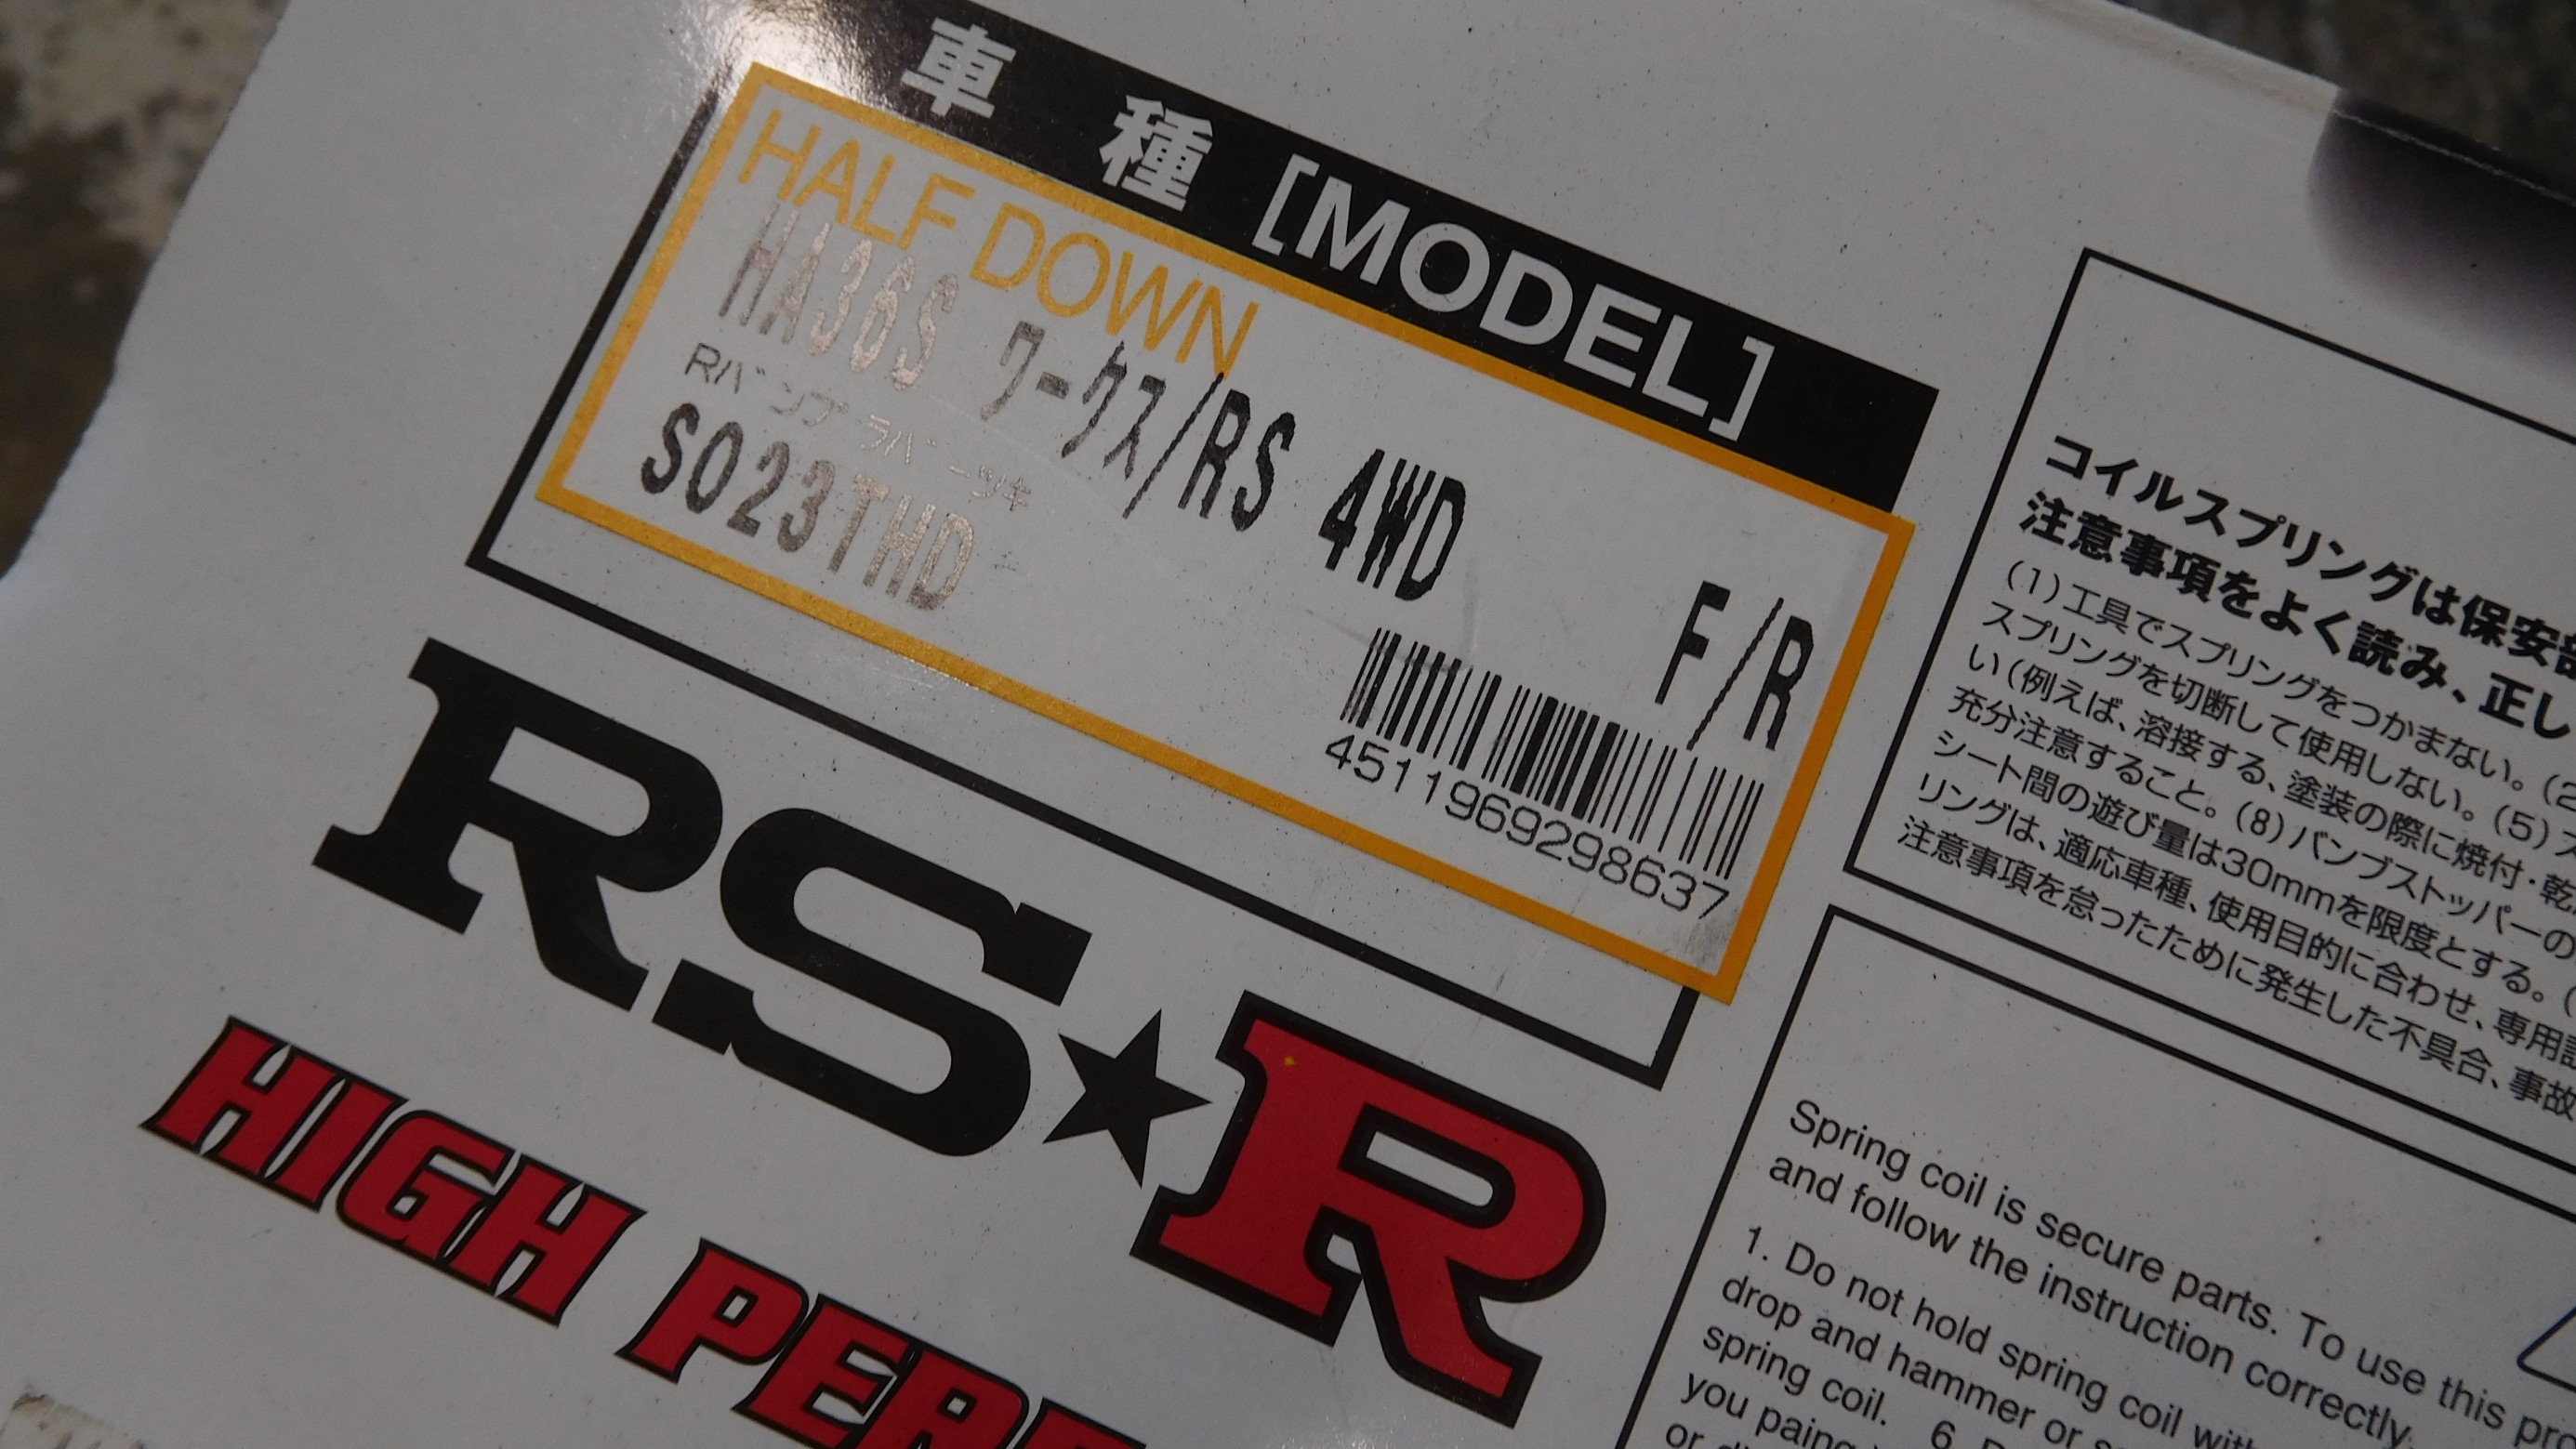 車種 [MODEL]
HALF DOWN
HA36S ワークス/RS 4WD
Rバンプラバーツキ
S023THD
F/R
4511969298637
RS★R
HIGH
コイルスプリングは保安部
注意事項をよく読み、正し
(1)工具でスプリングをつかまない。(2
スプリングを切断して使用しない。(5)ス
い(例えば、溶接する、塗装の際に焼付・乾
充分注意すること。(8)バンプストッパーの
シート間の遊び量は30mmを限度とする。(
リングは、適応車種、使用目的に合わせ、専用
注意事項を怠ったために発生した不具合、事故
Spring coil is secure parts. To use this pro
and follow the instruction correctly.
1. Do not hold spring coil with
drop and hammer or
spring coil. 6.
you paing
or